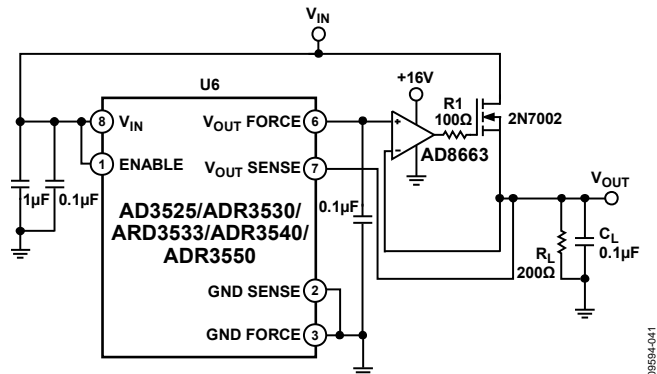 VIN
U6
+16V
R1
100Ω
2N7002
8
VIN
VOUT FORCE
6
AD8663
1
ENABLE
VOUT SENSE
7
VOUT
1µF
0.1µF
0.1µF
AD3525/ADR3530/
ARD3533/ADR3540/
ADR3550
RL
200Ω
CL
0.1µF
GND SENSE
2
GND FORCE
3
09594-041